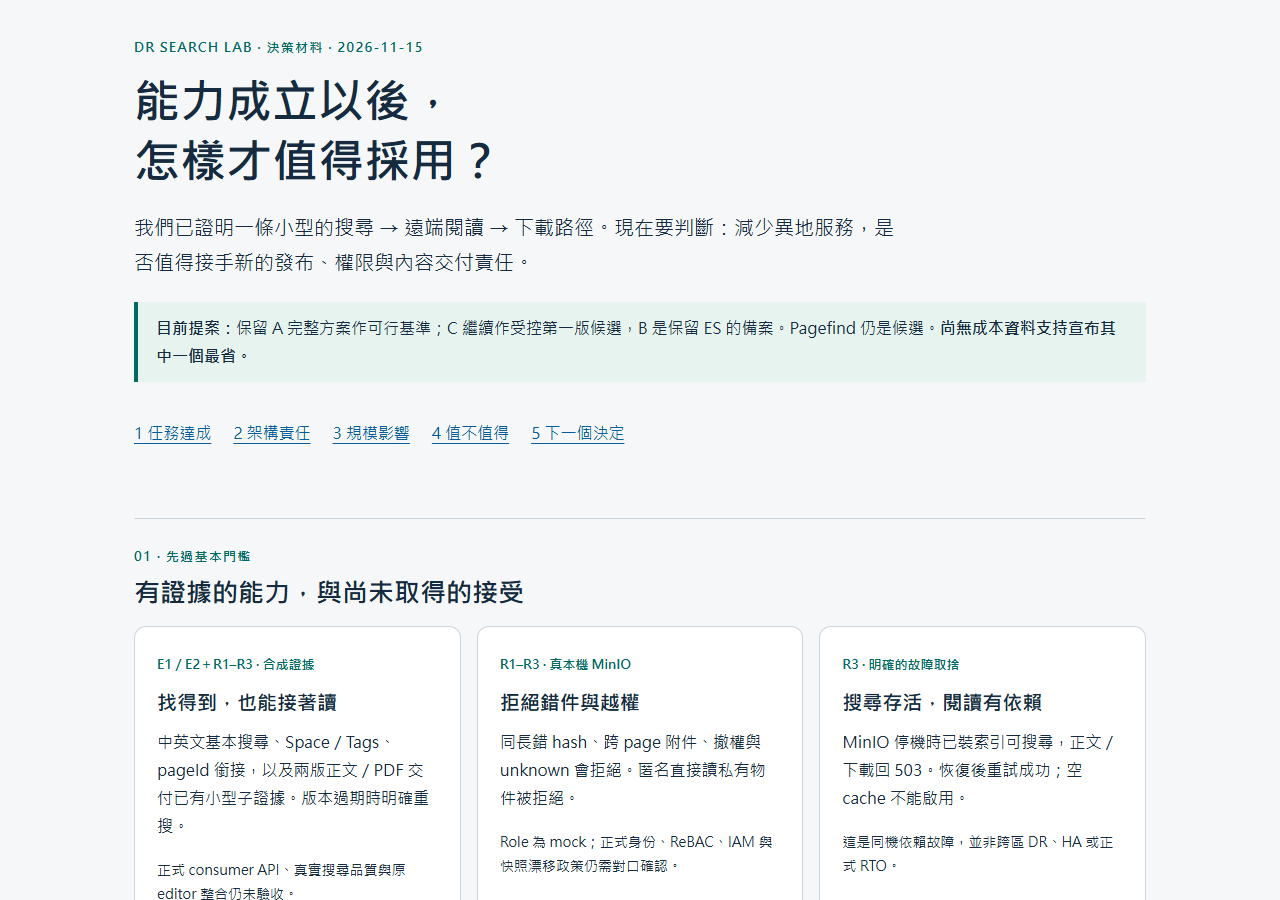 DR SEARCH LAB · 決策材料 · 2026-11-15
能力成立以後，
怎樣才值得採用？
我們已證明一條小型的搜尋 → 遠端閱讀 → 下載路徑。現在要判斷：減少異地服務，是
否值得接手新的發布、權限與內容交付責任。
目前提案：保留 A 完整方案作可行基準；C 繼續作受控第一版候選，B 是保留 ES 的備案。Pagefind 仍是候選。尚無成本資料支持宣布其
中一個最省。
1 任務達成 2 架構責任 3 規模影響 4 值不值得 5 下一個決定
01 · 先過基本門檻
有證據的能力，與尚未取得的接受
E1 / E2 + R1–R3 · 合成證據
找得到，也能接著讀
中英文基本搜尋、Space / Tags、
pageId 銜接，以及兩版正文 / PDF 交
付已有小型子證據。版本過期時明確重
搜。
正式 consumer API、真實搜尋品質與原
editor 整合仍未驗收。
R1–R3 · 真本機 MinIO
拒絕錯件與越權
同長錯 hash、跨 page 附件、撤權與
unknown 會拒絕。匿名直接讀私有物
件被拒絕。
Role 為 mock；正式身份、ReBAC、IAM 與
快照漂移政策仍需對口確認。
R3 · 明確的故障取捨
搜尋存活，閱讀有依賴
MinIO 停機時已裝索引可搜尋，正文 /
下載回 503。恢復後重試成功；空
cache 不能啟用。
這是同機依賴故障，並非跨區 DR、HA 或正
式 RTO。